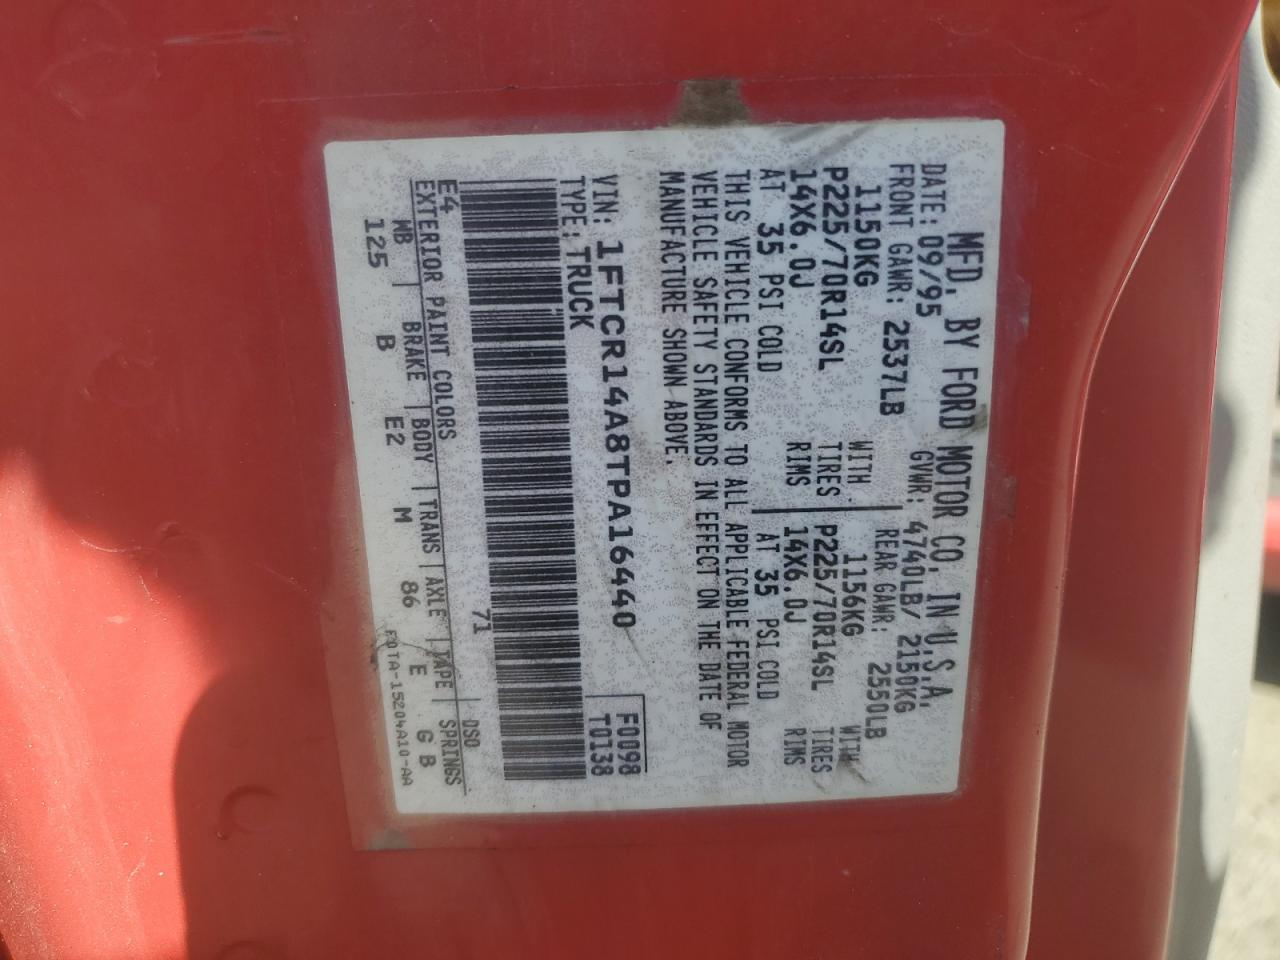 MFD. BY FORD MOTOR CO. IN U.S.A.
DATE: 09/95 GVWR: 4740LB/ 2150KG
FRONT GAWR: 2537LB REAR GAWR: 2550LB
1150KG WITH 1156KG WITH
P225/70R14SL TIRES P225/70R14SL TIRES
14X6.0J RIMS 14X6.0J RIMS
AT 35 PSI COLD AT 35 PSI COLD
THIS VEHICLE CONFORMS TO ALL APPLICABLE FEDERAL MOTOR
VEHICLE SAFETY STANDARDS IN EFFECT ON THE DATE OF
MANUFACTURE SHOWN ABOVE.
VIN: 1FTCR14A8TPA16440 F0098
TYPE: TRUCK T0138
71 DSO
E4
EXTERIOR PAINT COLORS
WB BRAKE BODY TRANS AXLE TAPE SPRINGS
125 B E2 M 86 E G B
F0TA-15204A10-AA